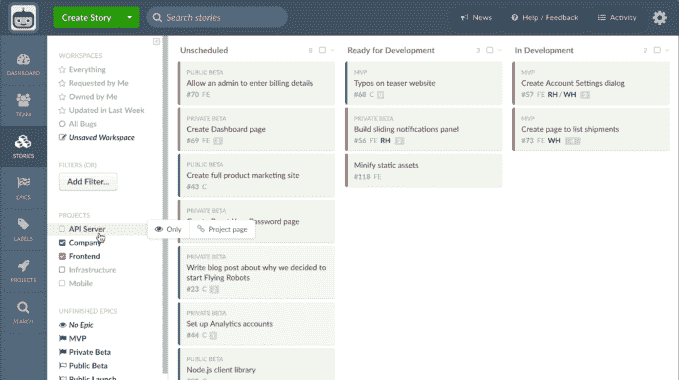 Create Story
Search stories
News
Help / Feedback
Activity
DASHBOARD
TEAM
STORIES
EPICS
LABELS
PROJECTS
SEARCH
WORKSPACES
Everything
Requested by Me
Owned by Me
Updated in Last Week
All Bugs
Unsaved Workspace
FILTERS (OR)
Add Filter...
PROJECTS
API Server
Only
Project page
Company
Frontend
Infrastructure
Mobile
UNFINISHED EPICS
No Epic
MVP
Private Beta
Public Beta
Public Launch
Unscheduled
PUBLIC BETA
Allow an admin to enter billing details
#70 FE
PRIVATE BETA
Create Dashboard page
#69 FE
PUBLIC BETA
Create full product marketing site
#43 C
PRIVATE BETA
Password page
PRIVATE BETA
Write blog post about why we decided to
start Flying Robots
#23 C
PRIVATE BETA
Set up Analytics accounts
#44 C
PUBLIC BETA
Node.js client library
Ready for Development
3
MVP
Typos on teaser website
#68 C
PRIVATE BETA
Build sliding notifications panel
#56 FE RH
Minify static assets
#118 FE
In Development
2
MVP
Create Account Settings dialog
#57 FE RH / WH
MVP
Create page to list shipments
#73 WH